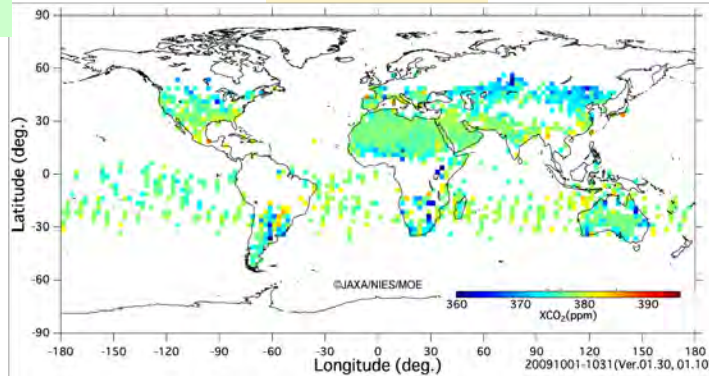 90
60
30
0
-30
-60
-90
Latitude (deg.)
©JAXA/NIES/MOE
360 370 380 390
XCO₂(ppm)
-180 -150 -120 -90 -60 -30 0 30 60 90 120 150 180
Longitude (deg.)
20091001-1031(Ver.01.30, 01.10